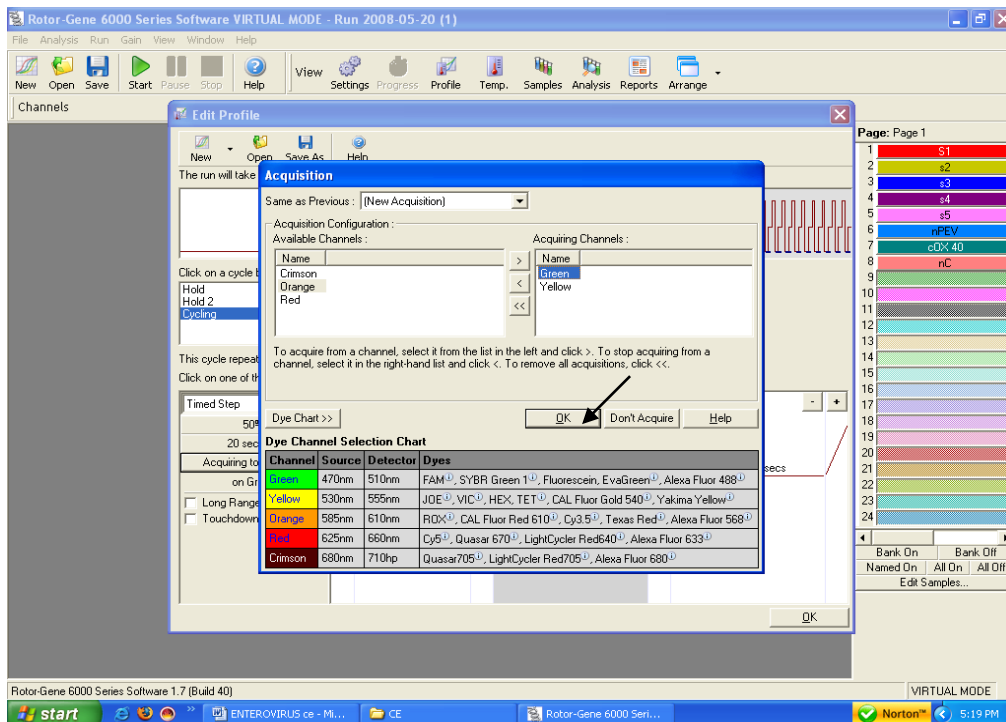 Rotor-Gene 6000 Series Software VIRTUAL MODE - Run 2008-05-20 (1)
File Analysis Run Gain View Window Help
New Open Save Start Pause Stop Help View Settings Progress Profile Temp. Samples Analysis Reports Arrange
Channels
Edit Profile
New Open Save As Help
The run will take
Click on a cycle b
Hold
Hold 2
Cycling
This cycle repeat
Click on one of th
Timed Step
50º
20 sec
Acquiring to
on Gr
Long Range
Touchdown
secs
- +
OK
Acquisition
Same as Previous : (New Acquisition)
Acquisition Configuration :
Available Channels :
Name
Crimson
Orange
Red
>
<
<<
Acquiring Channels :
Name
Green
Yellow
To acquire from a channel, select it from the list in the left and click >. To stop acquiring from a
channel, select it in the right-hand list and click <. To remove all acquisitions, click <<.
Dye Chart >> OK Don't Acquire Help
Dye Channel Selection Chart
Channel Source Detector Dyes
Green 470nm 510nm FAM, SYBR Green 1, Fluorescein, EvaGreen, Alexa Fluor 488
Yellow 530nm 555nm JOE, VIC, HEX, TET, CAL Fluor Gold 540, Yakima Yellow
Orange 585nm 610nm ROX, CAL Fluor Red 610, Cy3.5, Texas Red, Alexa Fluor 568
Red 625nm 660nm Cy5, Quasar 670, LightCycler Red640, Alexa Fluor 633
Crimson 680nm 710hp Quasar705, LightCycler Red705, Alexa Fluor 680
Page: Page 1
1 S1
2 s2
3 s3
4 s4
5 s5
6 nPEV
7 cOX 40
8 nC
9
10
11
12
13
14
15
16
17
18
19
20
21
22
23
24
Bank On Bank Off
Named On All On All Off
Edit Samples...
Rotor-Gene 6000 Series Software 1.7 (Build 40) VIRTUAL MODE
start ENTEROVIRUS ce - Mi... CE Rotor-Gene 6000 Seri... Norton™ 5:19 PM